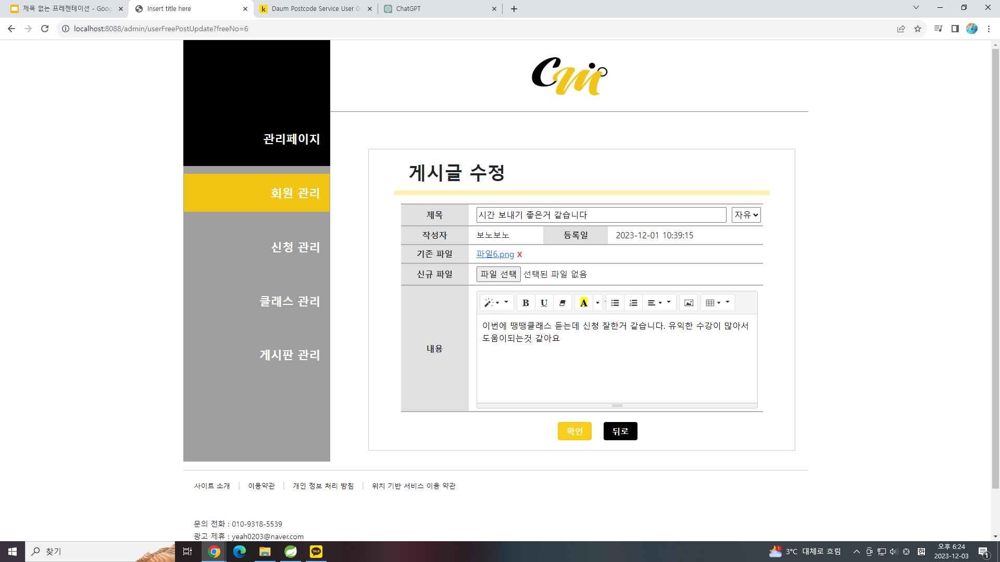 제목 없는 프레젠테이션 - Goog
Insert title here
Daum Postcode Service User G
ChatGPT
localhost:8088/admin/userFreePostUpdate?freeNo=6
Cm
관리페이지
회원 관리
신청 관리
클래스 관리
게시판 관리
게시글 수정
제목 시간 보내기 좋은거 같습니다 자유
작성자 보노보노 등록일 2023-12-01 10:39:15
기존 파일 파일6.png x
신규 파일 파일 선택 선택된 파일 없음
B U A
내용
이번에 땡땡클래스 듣는데 신청 잘한거 같습니다. 유익한 수강이 많아서
도움이되는것 같아요
확인 뒤로
사이트 소개 이용약관 개인 정보 처리 방침 위치 기반 서비스 이용 약관
문의 전화 : 010-9318-5539
광고 제휴 : yeah0203@naver.com
찾기
TALK
1
3°C 대체로 흐림
한
오후 6:24
2023-12-03
1